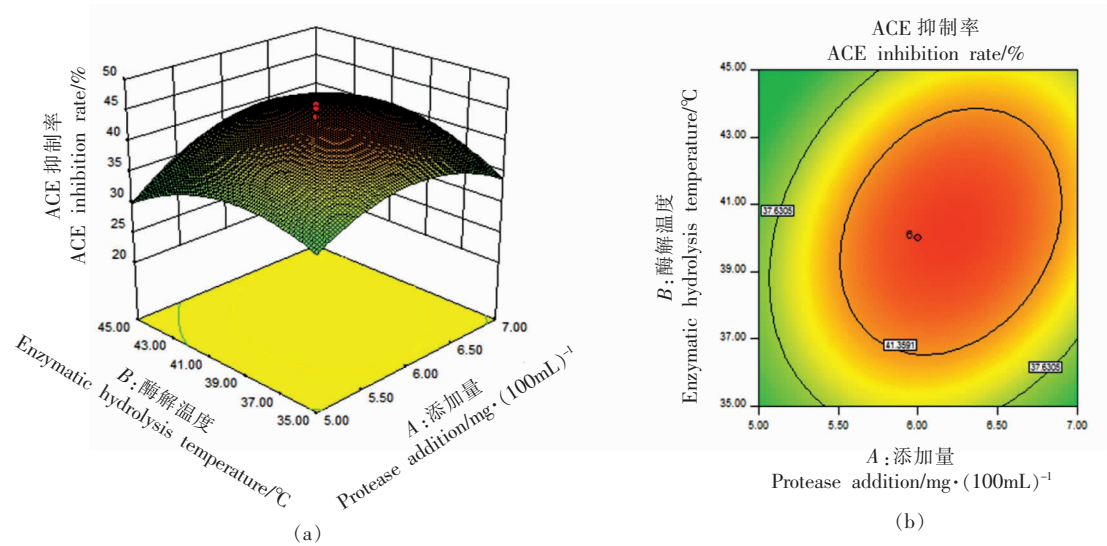 50
45
40
35
30
25
20
ACE 抑制率
ACE inhibition rate/%
45.00
43.00
41.00
39.00
37.00
35.00
B:酶解温度
Enzymatic hydrolysis temperature/℃
5.00
5.50
6.00
6.50
7.00
A:添加量
Protease addition/mg·(100mL)⁻¹
(a)
ACE 抑制率
ACE inhibition rate/%
45.00
43.00
41.00
39.00
37.00
35.00
B:酶解温度
Enzymatic hydrolysis temperature/℃
37.6305
6
41.3591
37.6305
5.00 5.50 6.00 6.50 7.00
A:添加量
Protease addition/mg·(100mL)⁻¹
(b)